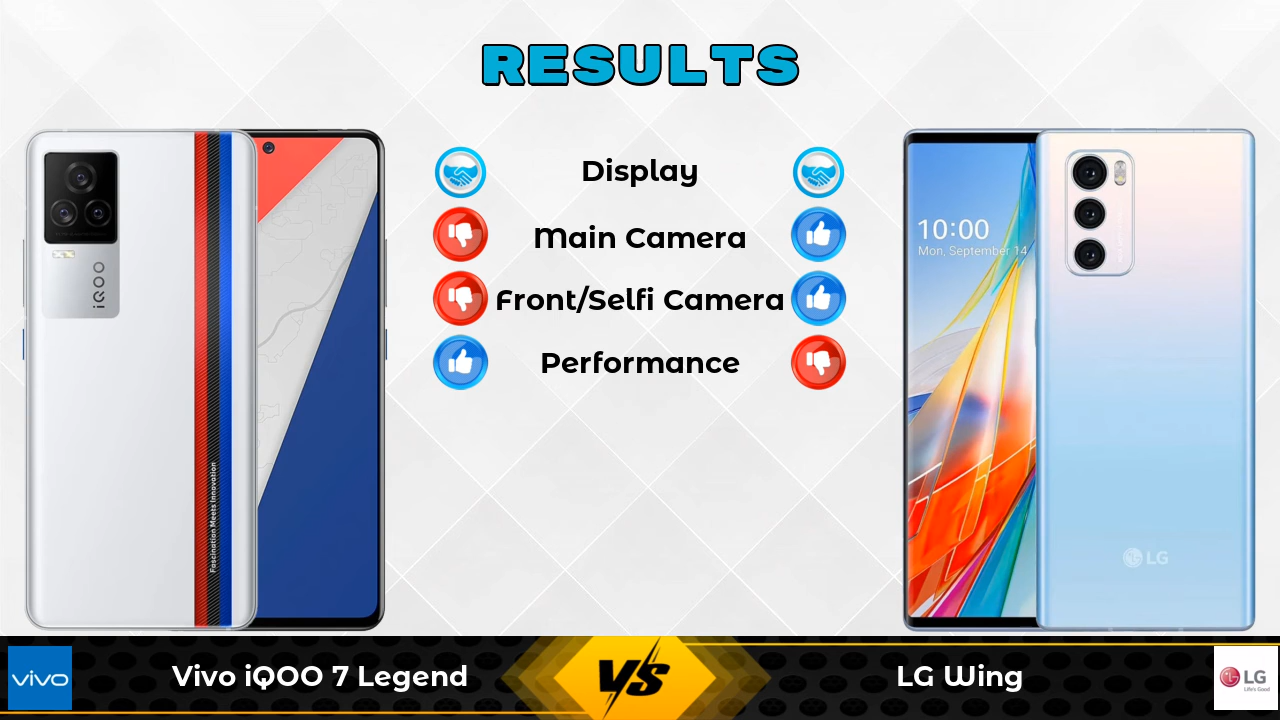 RESULTS
Display
Main Camera
Front/Selfi Camera
Performance
iQOO
Fascination Meets Innovation
10:00
Mon, September 14
LG
vivo
Vivo iQOO 7 Legend
VS
LG Wing
LG
Life's Good